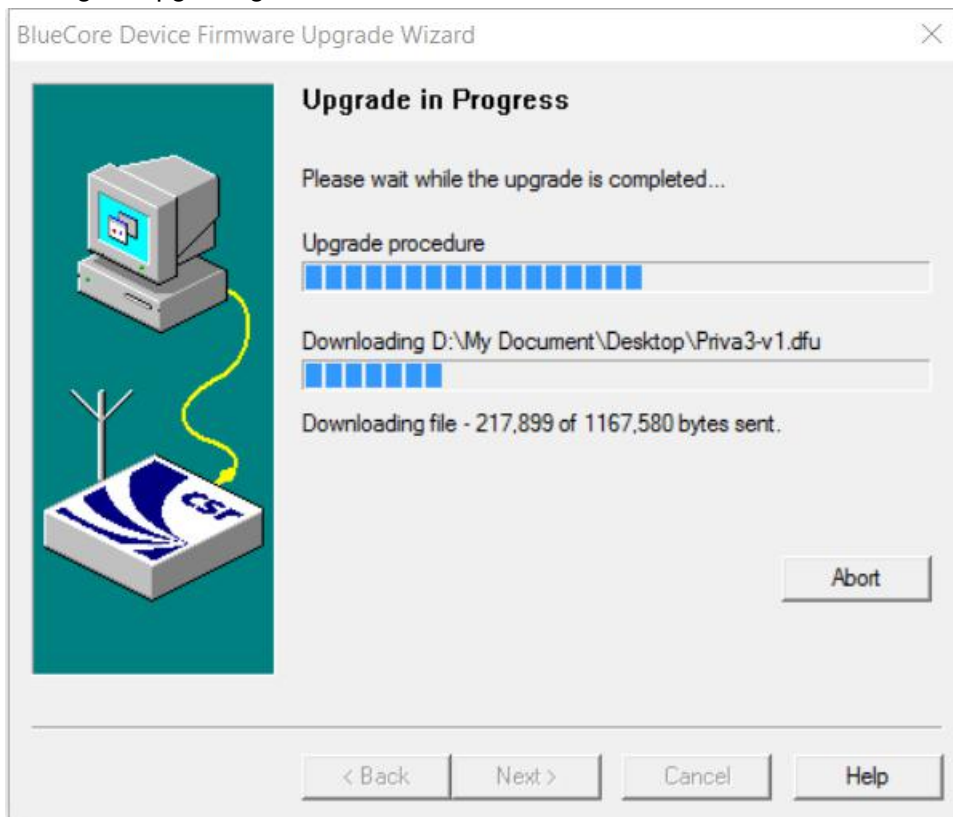 BlueCore Device Firmware Upgrade Wizard
Upgrade in Progress
Please wait while the upgrade is completed...
Upgrade procedure
Downloading D:\My Document\Desktop\Priva3-v1.dfu
Downloading file - 217,899 of 1167,580 bytes sent.
csr
Abort
< Back
Next >
Cancel
Help